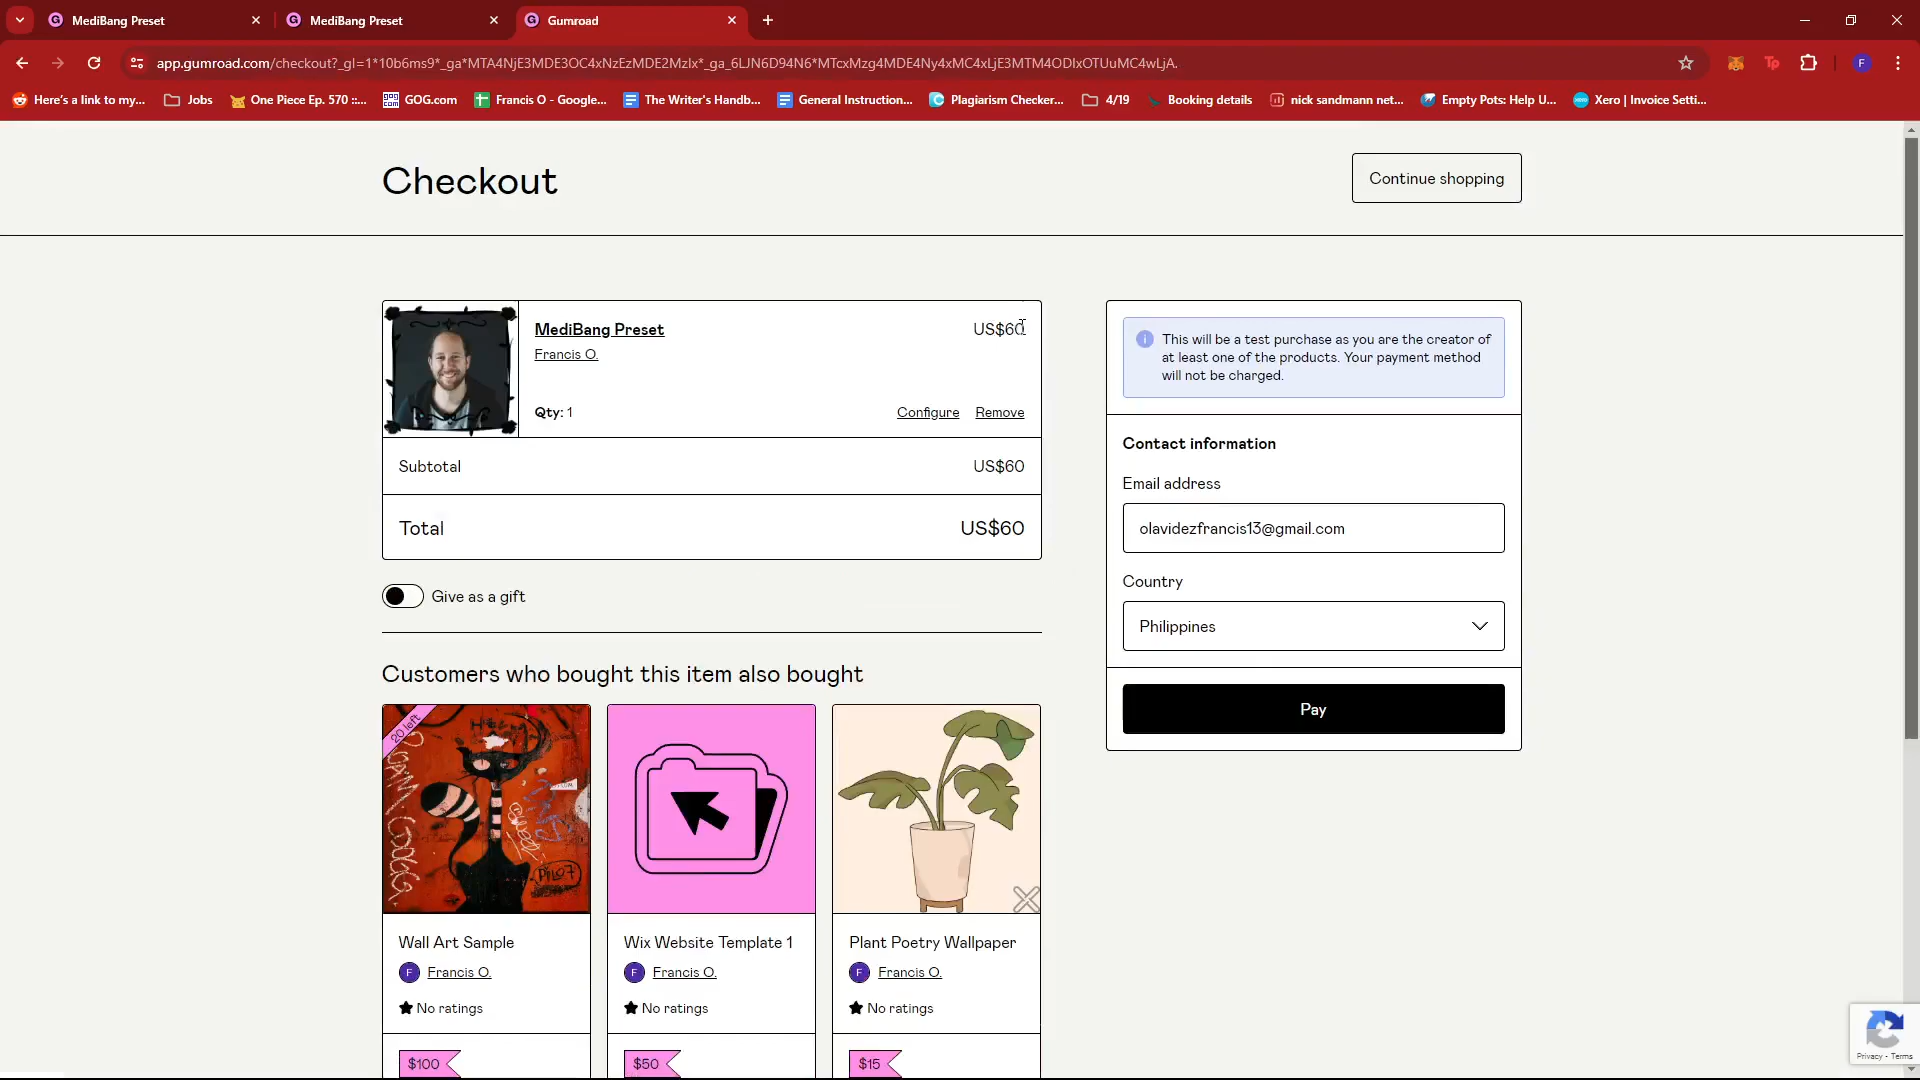 MediBang Preset
MediBang Preset
Gumroad
app.gumroad.com/checkout?_gl=1*10b6ms9*_ga*MTA4NjE3MDE3OC4xNzEzMDE2MzIx*_ga_6LJN6D94N6*MTcxMzg4MDE4Ny4xMC4xLjE3MTM4ODIxOTUuMC4wLjA.
F
Here's a link to my...
Jobs
One Piece Ep. 570 ::...
GOG.com
Francis O - Google...
The Writer's Handb...
General Instruction...
Plagiarism Checker...
4/19
Booking details
nick sandmann net...
Empty Pots: Help U...
Xero | Invoice Setti...
Checkout
Continue shopping
MediBang Preset
US$60
Francis O.
Qty: 1
Configure
Remove
Subtotal
US$60
Total
US$60
Give as a gift
This will be a test purchase as you are the creator of
at least one of the products. Your payment method
will not be charged.
Contact information
Email address
olavidezfrancis13@gmail.com
Country
Philippines
Pay
Customers who bought this item also bought
20 left
Wall Art Sample
F Francis O.
No ratings
$100
Wix Website Template 1
F Francis O.
No ratings
$50
Plant Poetry Wallpaper
F Francis O.
No ratings
$15
Privacy - Terms